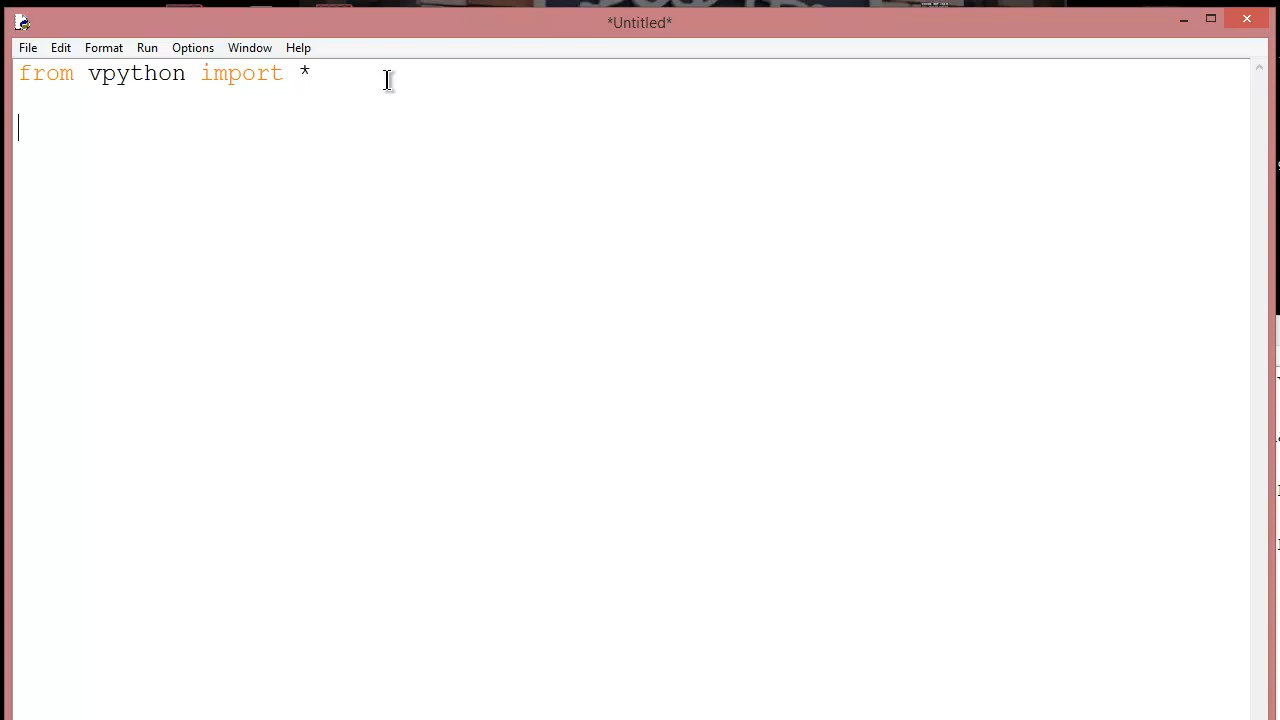 *Untitled*
File Edit Format Run Options Window Help
from vpython import *